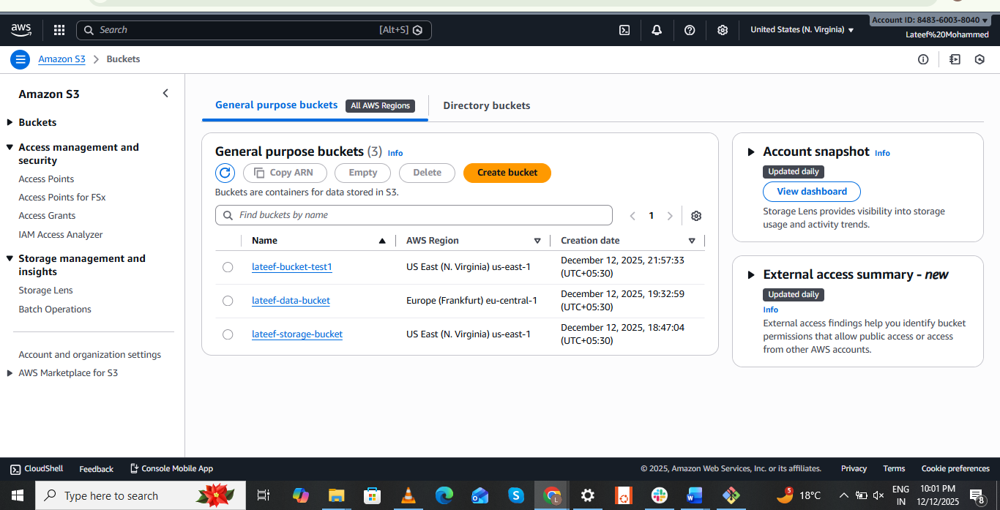 aws
Search
[Alt+S]
United States (N. Virginia) ▼
Account ID: 8483-6003-8040 ▼
Lateef%20Mohammed
Amazon S3 > Buckets
Amazon S3
Buckets
Access management and
security
Access Points
Access Points for FSx
Access Grants
IAM Access Analyzer
Storage management and
insights
Storage Lens
Batch Operations
Account and organization settings
AWS Marketplace for S3
General purpose buckets All AWS Regions
Directory buckets
General purpose buckets (3) Info
Copy ARN Empty Delete Create bucket
Buckets are containers for data stored in S3.
Find buckets by name
1
Name AWS Region Creation date
lateef-bucket-test1 US East (N. Virginia) us-east-1 December 12, 2025, 21:57:33
(UTC+05:30)
lateef-data-bucket Europe (Frankfurt) eu-central-1 December 12, 2025, 19:32:59
(UTC+05:30)
lateef-storage-bucket US East (N. Virginia) us-east-1 December 12, 2025, 18:47:04
(UTC+05:30)
Account snapshot Info
Updated daily
View dashboard
Storage Lens provides visibility into storage
usage and activity trends.
External access summary - new
Updated daily
Info
External access findings help you identify bucket
permissions that allow public access or access
from other AWS accounts.
CloudShell Feedback Console Mobile App
© 2025, Amazon Web Services, Inc. or its affiliates. Privacy Terms Cookie preferences
Type here to search
5
18°C
ENG
IN
10:01 PM
12/12/2025
8